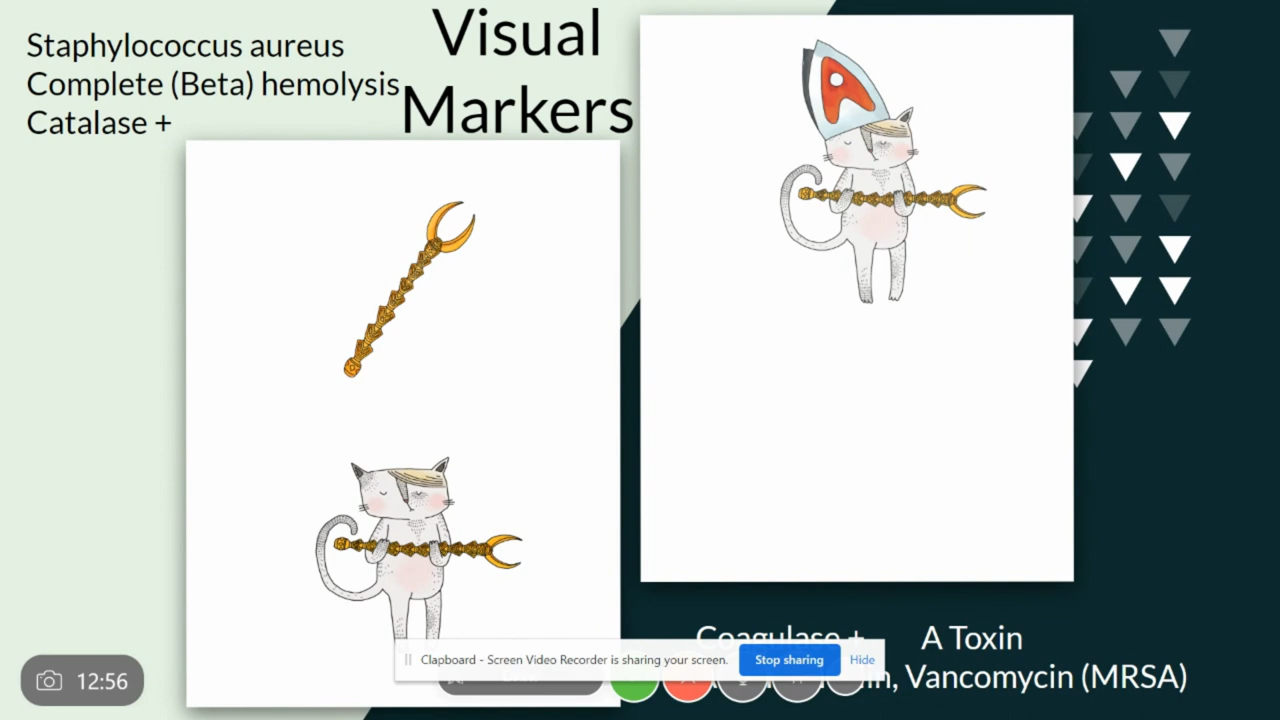 Staphylococcus aureus
Complete (Beta) hemolysis
Catalase +
Visual
Markers
A
Coagulase +
A Toxin
Vancomycin (MRSA)
Clapboard - Screen Video Recorder is sharing your screen.
Stop sharing
Hide
12:56